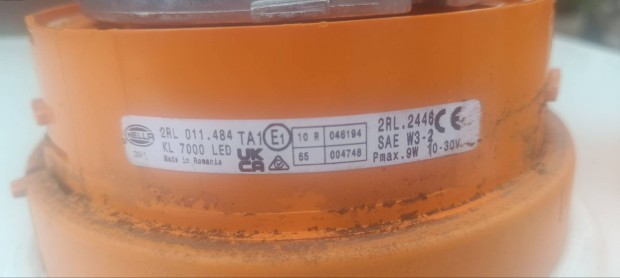 HELLA
2RL 011.484 TA1 E1 10 R 046194 2RL.2446 CE
KL 7000 LED UK CA 65 004748 SAE W3-2
Made in Romania Pmax.9W 10-30V